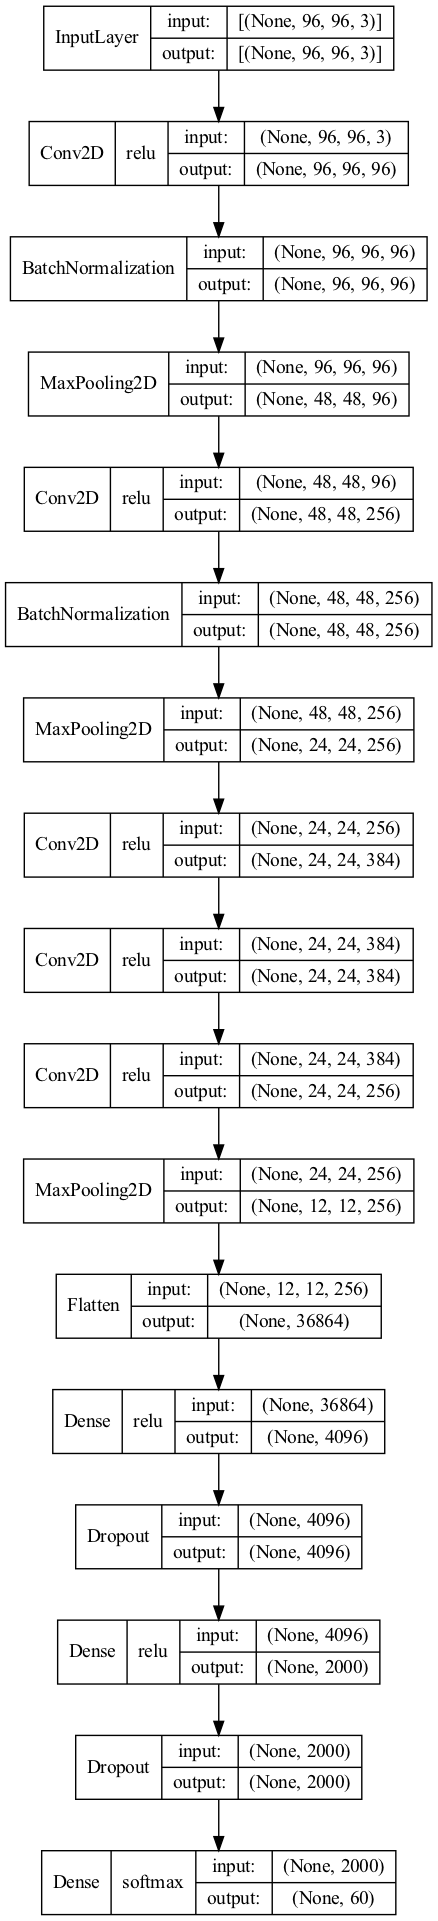 InputLayer input: [(None, 96, 96, 3)]
output: [(None, 96, 96, 3)]
Conv2D relu input: (None, 96, 96, 3)
output: (None, 96, 96, 96)
BatchNormalization input: (None, 96, 96, 96)
output: (None, 96, 96, 96)
MaxPooling2D input: (None, 96, 96, 96)
output: (None, 48, 48, 96)
Conv2D relu input: (None, 48, 48, 96)
output: (None, 48, 48, 256)
BatchNormalization input: (None, 48, 48, 256)
output: (None, 48, 48, 256)
MaxPooling2D input: (None, 48, 48, 256)
output: (None, 24, 24, 256)
Conv2D relu input: (None, 24, 24, 256)
output: (None, 24, 24, 384)
Conv2D relu input: (None, 24, 24, 384)
output: (None, 24, 24, 384)
Conv2D relu input: (None, 24, 24, 384)
output: (None, 24, 24, 256)
MaxPooling2D input: (None, 24, 24, 256)
output: (None, 12, 12, 256)
Flatten input: (None, 12, 12, 256)
output: (None, 36864)
Dense relu input: (None, 36864)
output: (None, 4096)
Dropout input: (None, 4096)
output: (None, 4096)
Dense relu input: (None, 4096)
output: (None, 2000)
Dropout input: (None, 2000)
output: (None, 2000)
Dense softmax input: (None, 2000)
output: (None, 60)